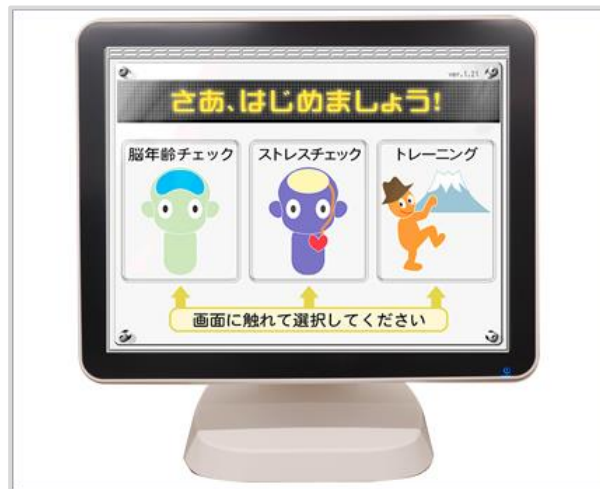 ver.1.21
さあ、はじめましょう!
脳年齢チェック
ストレスチェック
トレーニング
画面に触れて選択してください